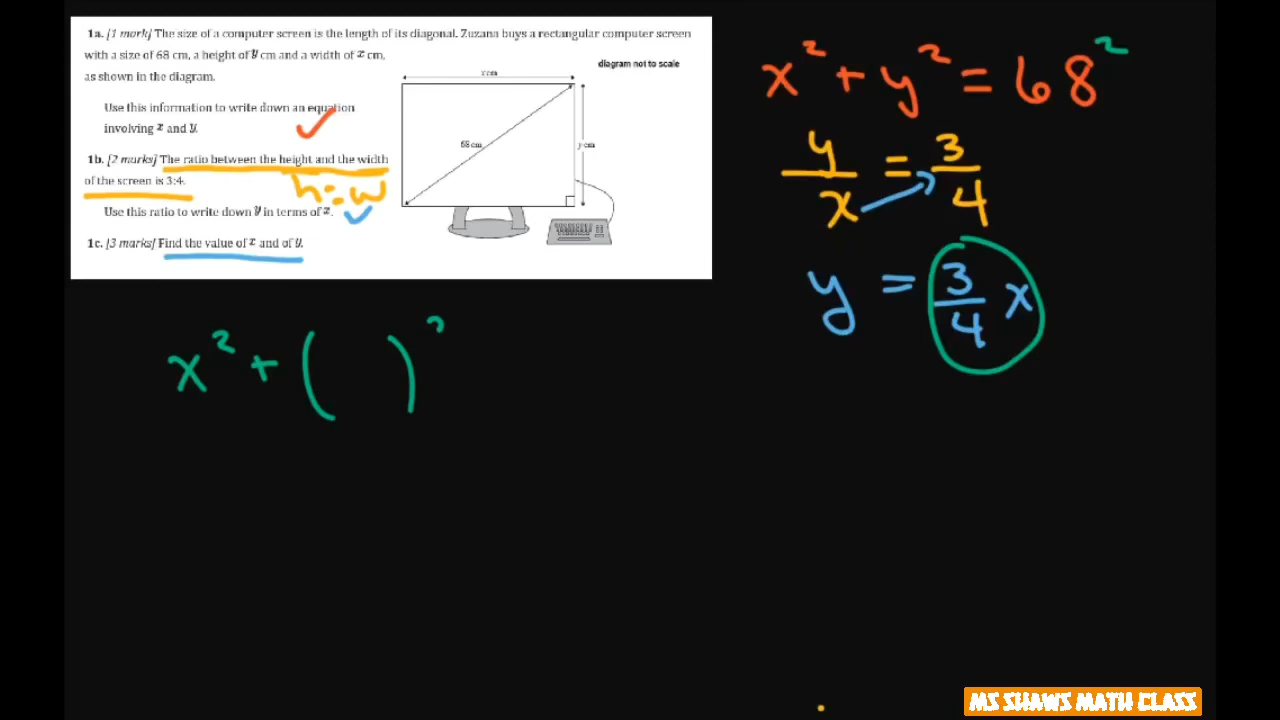 1a. [1 mark] The size of a computer screen is the length of its diagonal. Zuzana buys a rectangular computer screen
with a size of 68 cm, a height of y cm and a width of x cm,
as shown in the diagram.
diagram not to scale
x cm
68 cm
y cm
Use this information to write down an equation
involving x and y.
1b. [2 marks] The ratio between the height and the width
of the screen is 3:4.
h:w
Use this ratio to write down y in terms of x.
1c. [3 marks] Find the value of x and of y.
x² + y² = 68²
y/x = 3/4
y = 3/4 x
x² + ( )²
MS SHAWS MATH CLASS